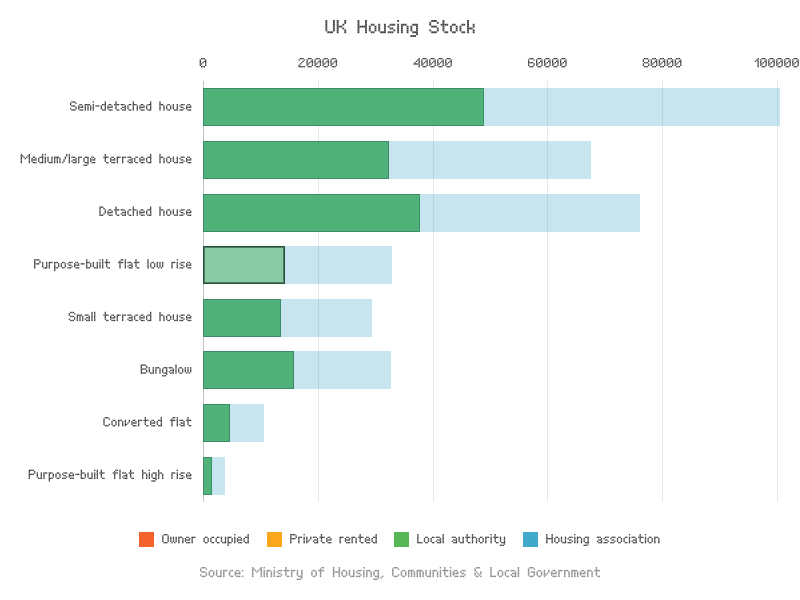 UK Housing Stock
0 20000 40000 60000 80000 100000
Semi-detached house
Medium/large terraced house
Detached house
Purpose-built flat low rise
Small terraced house
Bungalow
Converted flat
Purpose-built flat high rise
Owner occupied Private rented Local authority Housing association
Source: Ministry of Housing, Communities & Local Government